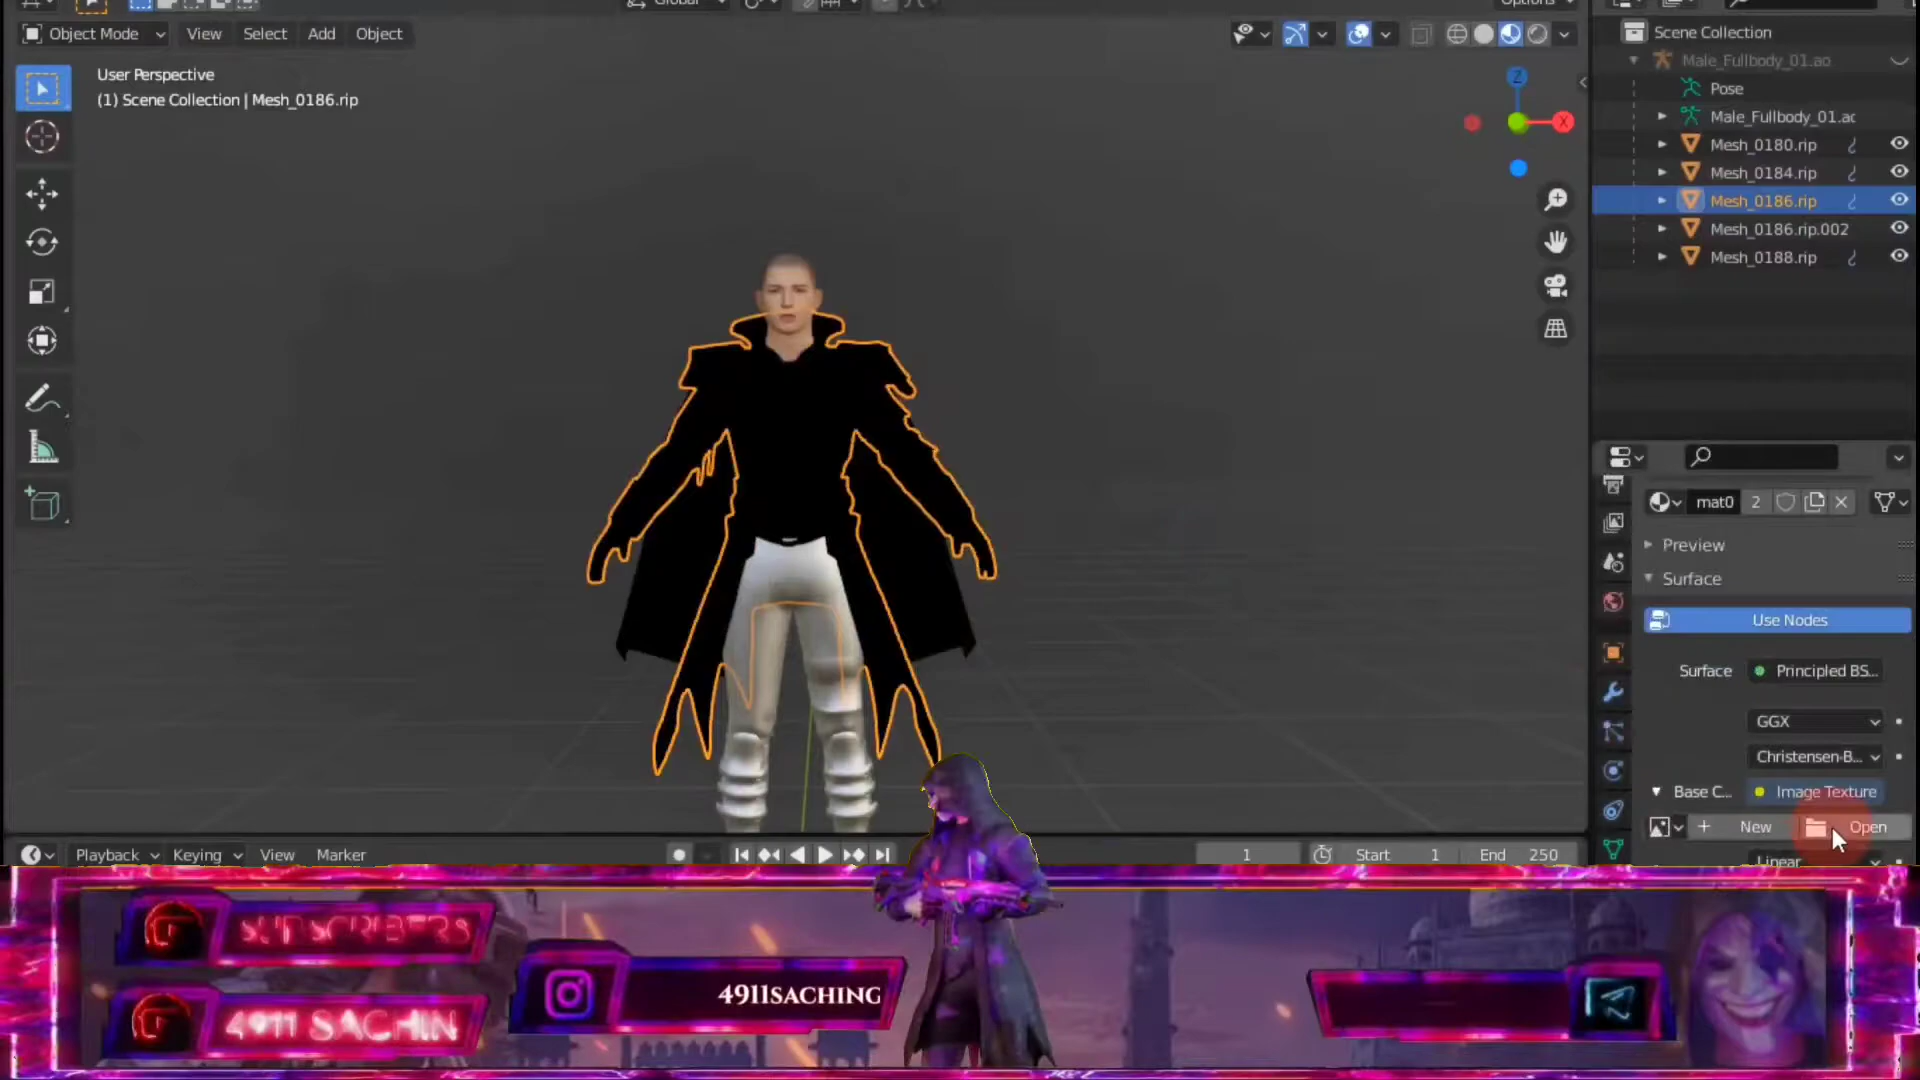 Global
Options
Object Mode
View
Select
Add
Object
User Perspective
(1) Scene Collection | Mesh_0186.rip
Z
X
Scene Collection
Male_Fullbody_01.ao
Pose
Male_Fullbody_01.ac
Mesh_0180.rip
Mesh_0184.rip
Mesh_0186.rip
Mesh_0186.rip.002
Mesh_0188.rip
mat0
2
Preview
Surface
Use Nodes
Surface
Principled BS...
GGX
Christensen-B...
Base C...
Image Texture
New
Open
Linear
Playback
Keying
View
Marker
1
Start
1
End
250
SUBSCRIBERS
4911 SACHIN
4911SACHING